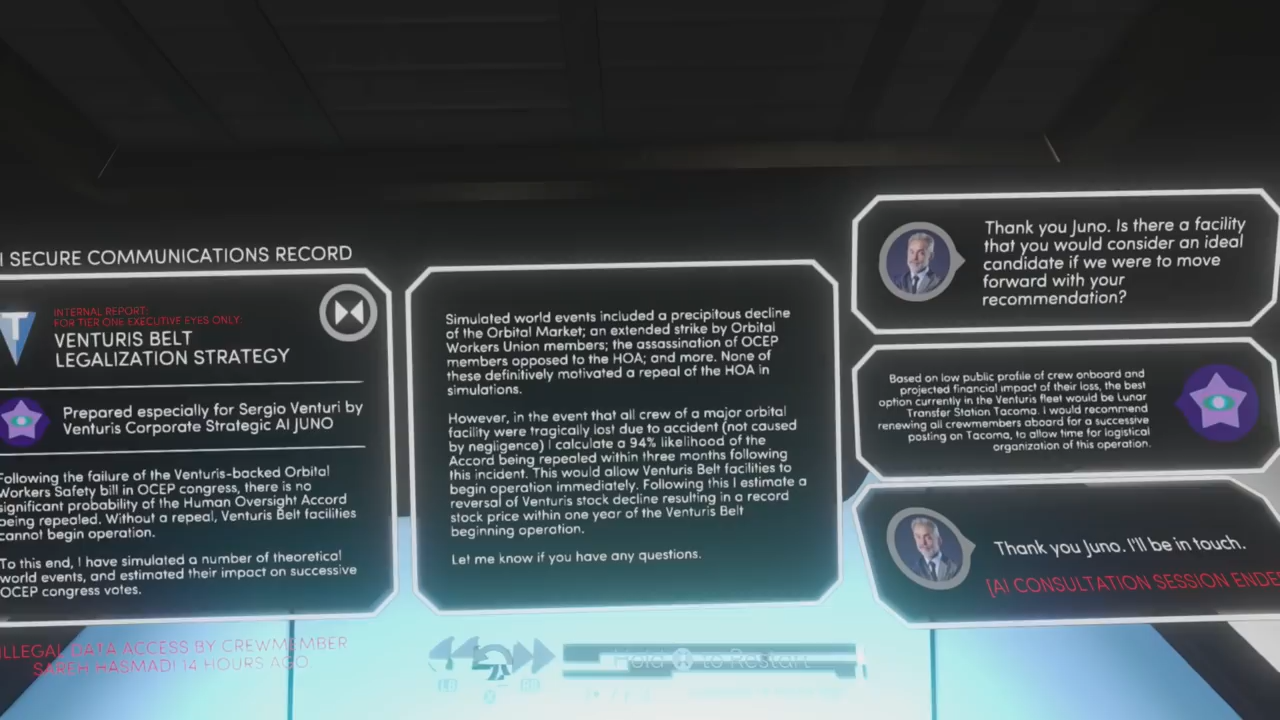 I SECURE COMMUNICATIONS RECORD
T
INTERNAL REPORT:
FOR TIER ONE EXECUTIVE EYES ONLY:
VENTURIS BELT
LEGALIZATION STRATEGY
Prepared especially for Sergio Venturi by
Venturis Corporate Strategic AI JUNO
Following the failure of the Venturis-backed Orbital
Workers Safety bill in OCEP congress, there is no
significant probability of the Human Oversight Accord
being repealed. Without a repeal, Venturis Belt facilities
cannot begin operation.
To this end, I have simulated a number of theoretical
world events, and estimated their impact on successive
OCEP congress votes.
ILLEGAL DATA ACCESS BY CREWMEMBER
SAREH HASMADI 14 HOURS AGO.
Simulated world events included a precipitous decline
of the Orbital Market; an extended strike by Orbital
Workers Union members; the assassination of OCEP
members opposed to the HOA; and more. None of
these definitively motivated a repeal of the HOA in
simulations.
However, in the event that all crew of a major orbital
facility were tragically lost due to accident (not caused
by negligence) I calculate a 94% likelihood of the
Accord being repealed within three months following
this incident. This would allow Venturis Belt facilities to
begin operation immediately. Following this I estimate a
reversal of Venturis stock decline resulting in a record
stock price within one year of the Venturis Belt
beginning operation.
Let me know if you have any questions.
Thank you Juno. Is there a facility
that you would consider an ideal
candidate if we were to move
forward with your
recommendation?
Based on low public profile of crew onboard and
projected financial impact of their loss, the best
option currently in the Venturis fleet would be Lunar
Transfer Station Tacoma. I would recommend
renewing all crewmembers aboard for a successive
posting on Tacoma, to allow time for logistical
organization of this operation.
Thank you Juno. I'll be in touch.
[AI CONSULTATION SESSION ENDE
LB
X
RB
Hold X to Restart